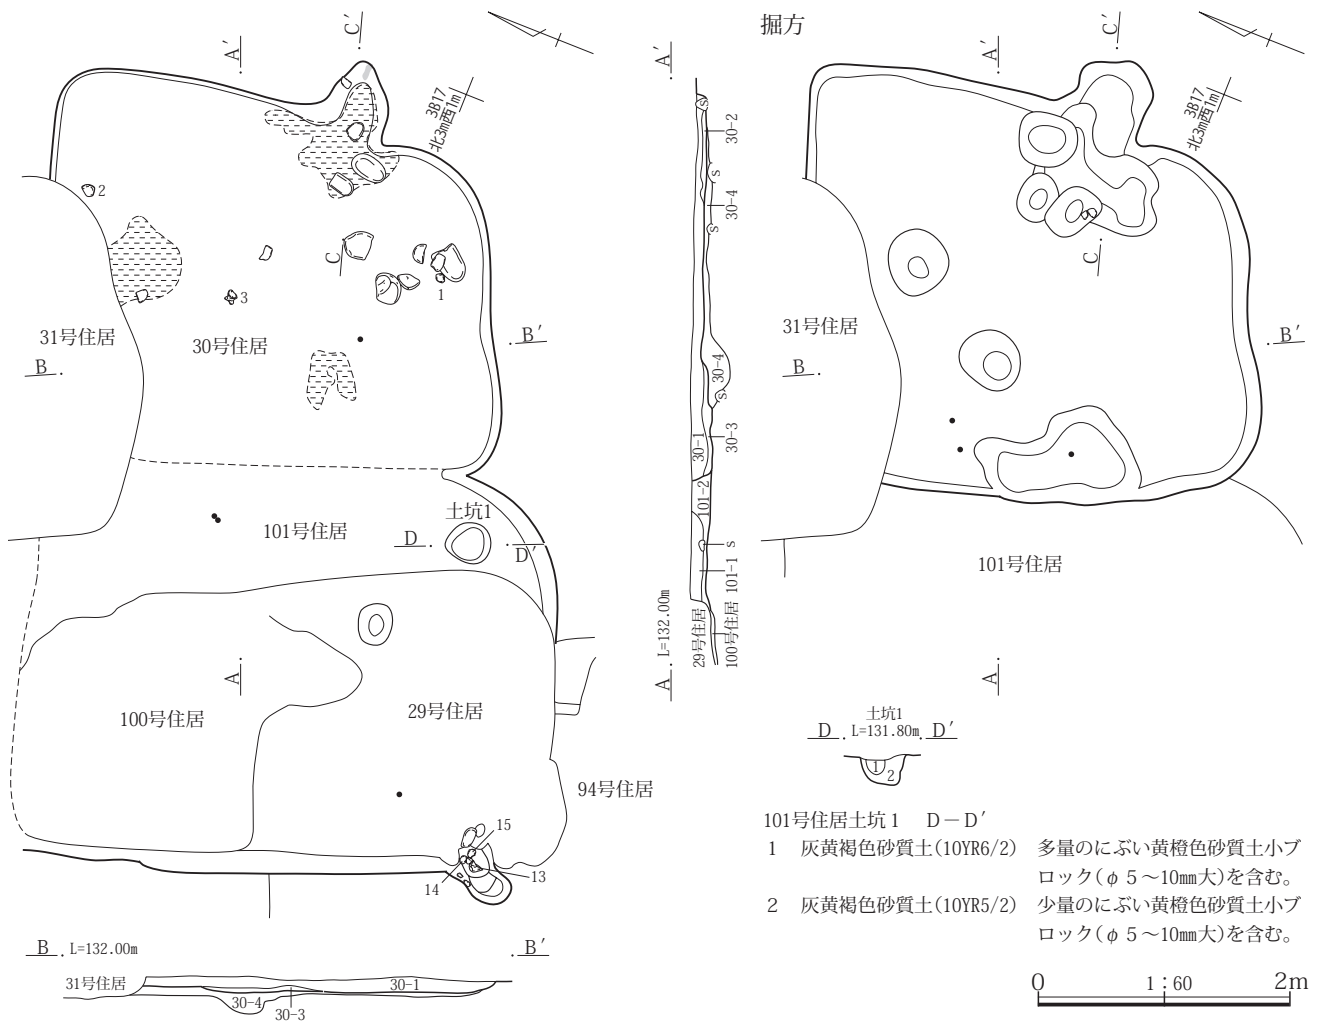 掘方
A′
C′
3B17
北3m西1m
2
C
3
1
31号住居
30号住居
B
B′
101号住居
土坑1
D
D′
A
100号住居
29号住居
94号住居
15
14
13
B L=132.00m B′
31号住居
30-1
30-4
30-3
A′
S
30-2
S
30-4
S
30-4
S
30-3
30-1
101-2
S
101-1
29号住居
100号住居
A L=132.00m
A′
C′
3B17
北3m西1m
C
31号住居
B
B′
101号住居
A
土坑1
D L=131.80m D′
1
2
101号住居土坑1 D－D′
1 灰黄褐色砂質土(10YR6/2) 多量のにぶい黄橙色砂質土小ブ
ロック(φ5～10㎜大)を含む。
2 灰黄褐色砂質土(10YR5/2) 少量のにぶい黄橙色砂質土小ブ
ロック(φ5～10㎜大)を含む。
0 1：60 2m